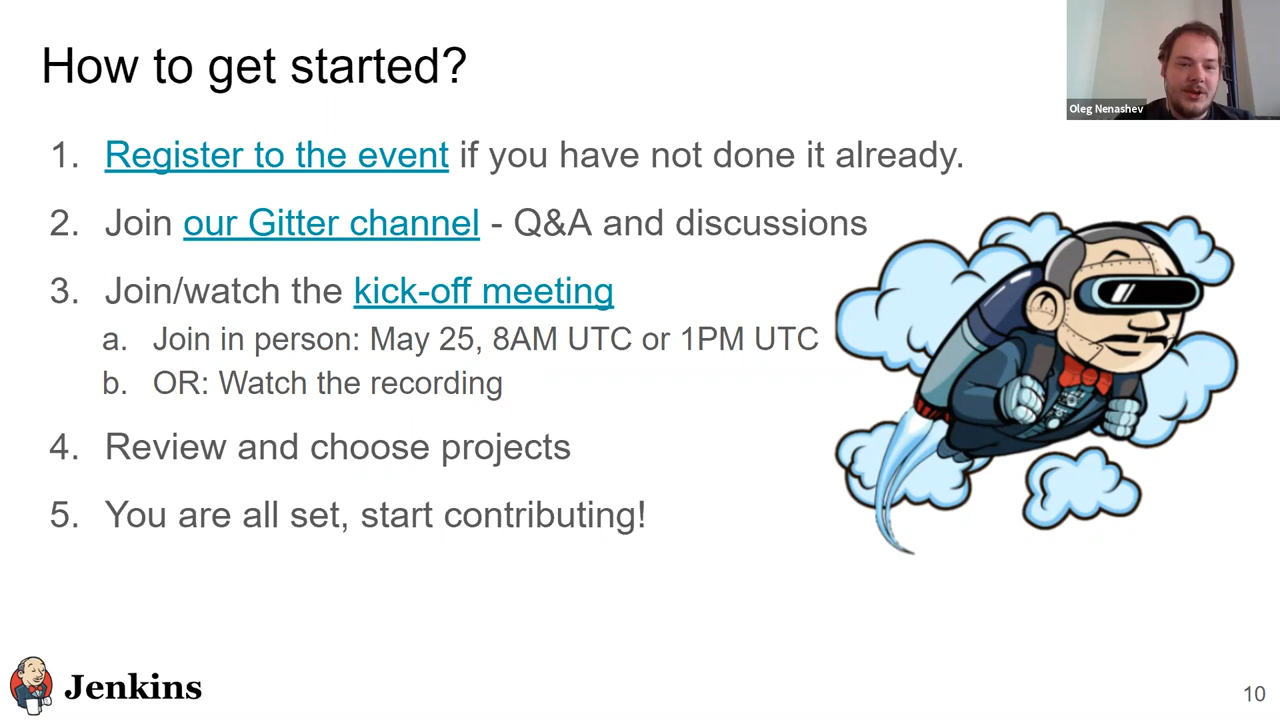 How to get started?
Oleg Nenashev
1. Register to the event if you have not done it already.
2. Join our Gitter channel - Q&A and discussions
3. Join/watch the kick-off meeting
a. Join in person: May 25, 8AM UTC or 1PM UTC
b. OR: Watch the recording
4. Review and choose projects
5. You are all set, start contributing!
Jenkins
10